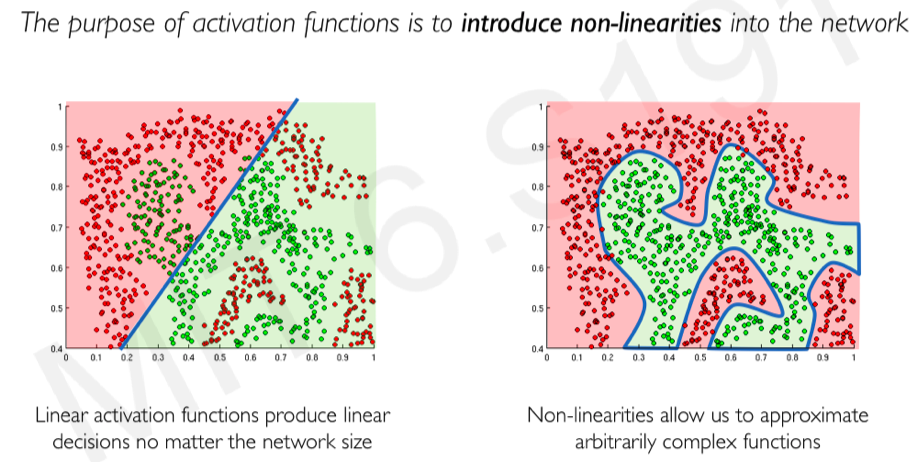 The purpose of activation functions is to introduce non-linearities into the network
MIT 6.S191
1
0.9
0.8
0.7
0.6
0.5
0.4
0 0.1 0.2 0.3 0.4 0.5 0.6 0.7 0.8 0.9 1
Linear activation functions produce linear
decisions no matter the network size
1
0.9
0.8
0.7
0.6
0.5
0.4
0 0.1 0.2 0.3 0.4 0.5 0.6 0.7 0.8 0.9 1
Non-linearities allow us to approximate
arbitrarily complex functions